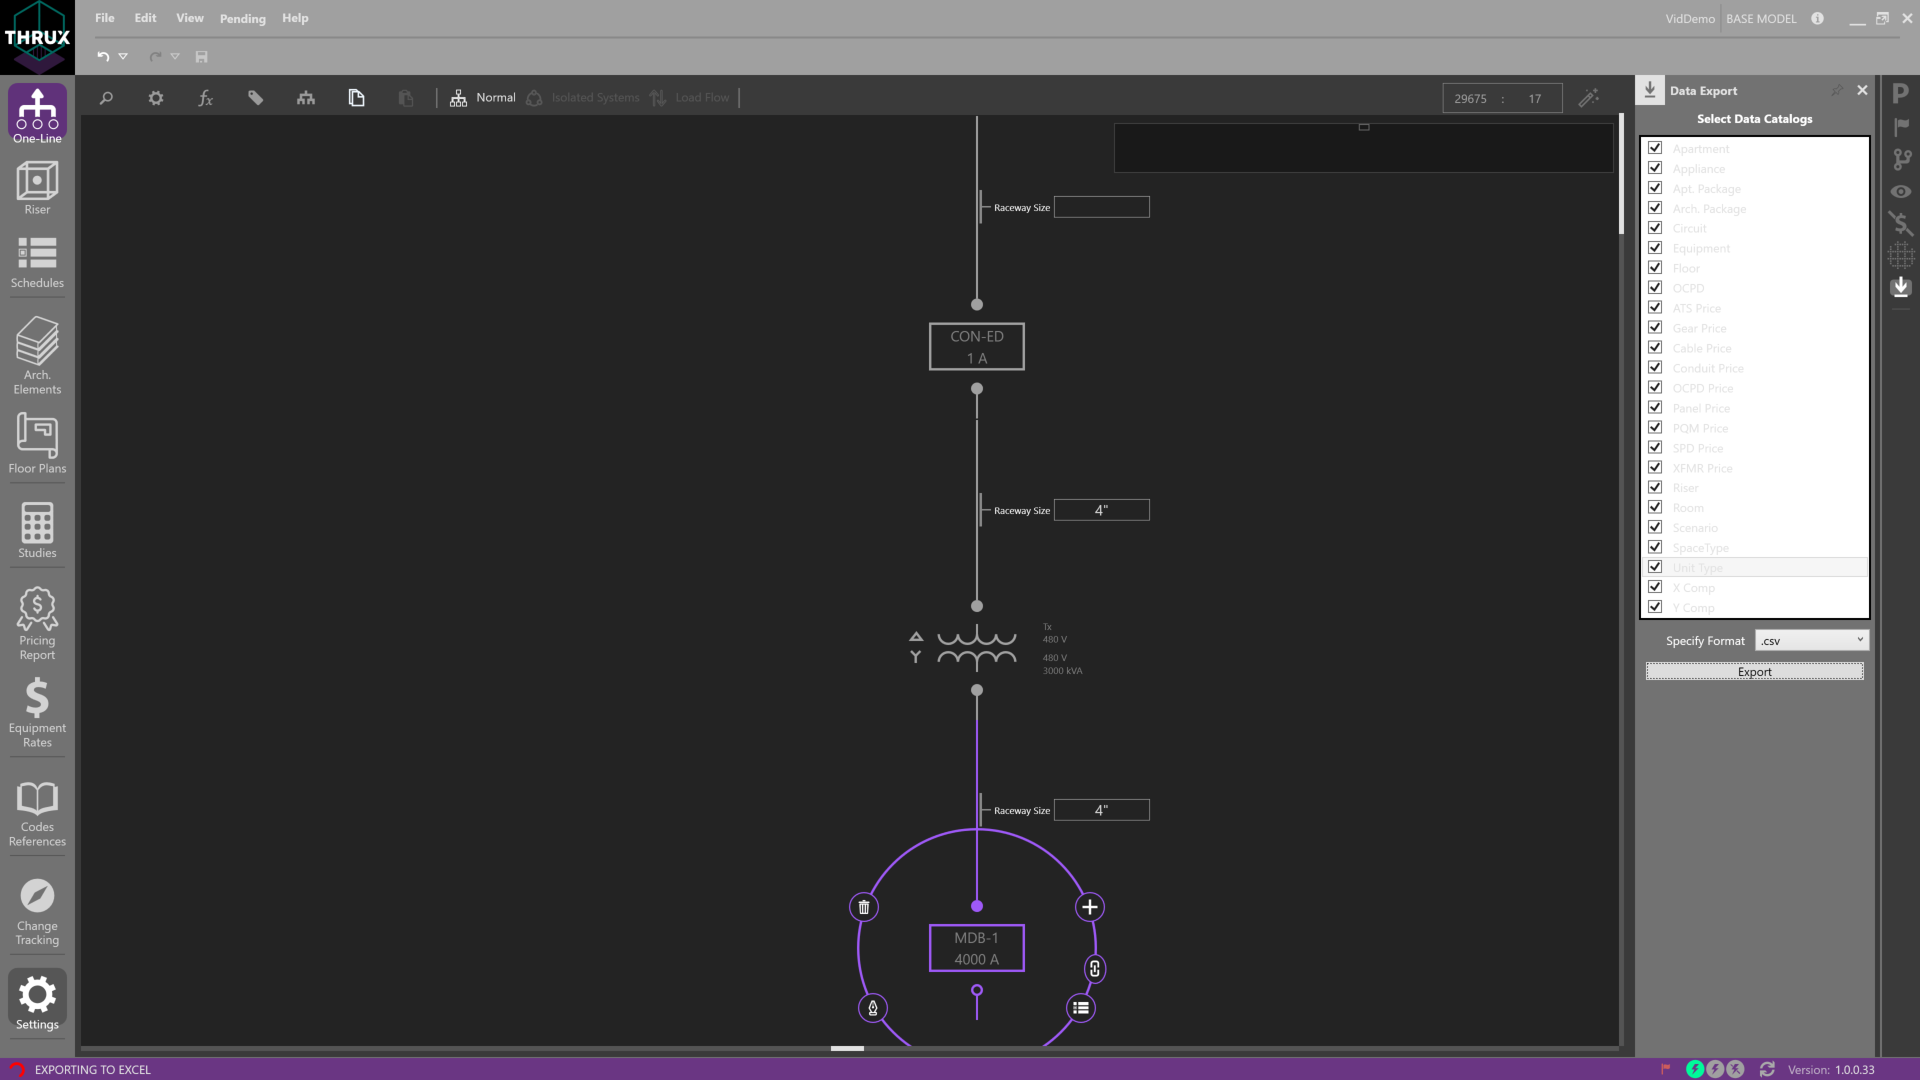 THRUX
File Edit View Pending Help
VidDemo BASE MODEL
One-Line
Riser
Schedules
Arch.
Elements
Floor Plans
Studies
Pricing
Report
Equipment
Rates
Codes
References
Change
Tracking
Settings
fx Normal Isolated Systems Load Flow 29675 : 17
Raceway Size
CON-ED
1 A
Raceway Size 4"
Tx
480 V
480 V
3000 kVA
Raceway Size 4"
MDB-1
4000 A
Data Export
Select Data Catalogs
Apartment
Appliance
Apt. Package
Arch. Package
Circuit
Equipment
Floor
OCPD
ATS Price
Gear Price
Cable Price
Conduit Price
OCPD Price
Panel Price
PQM Price
SPD Price
XFMR Price
Riser
Room
Scenario
SpaceType
Unit Type
X Comp
Y Comp
Specify Format .csv
Export
EXPORTING TO EXCEL
Version: 1.0.0.33